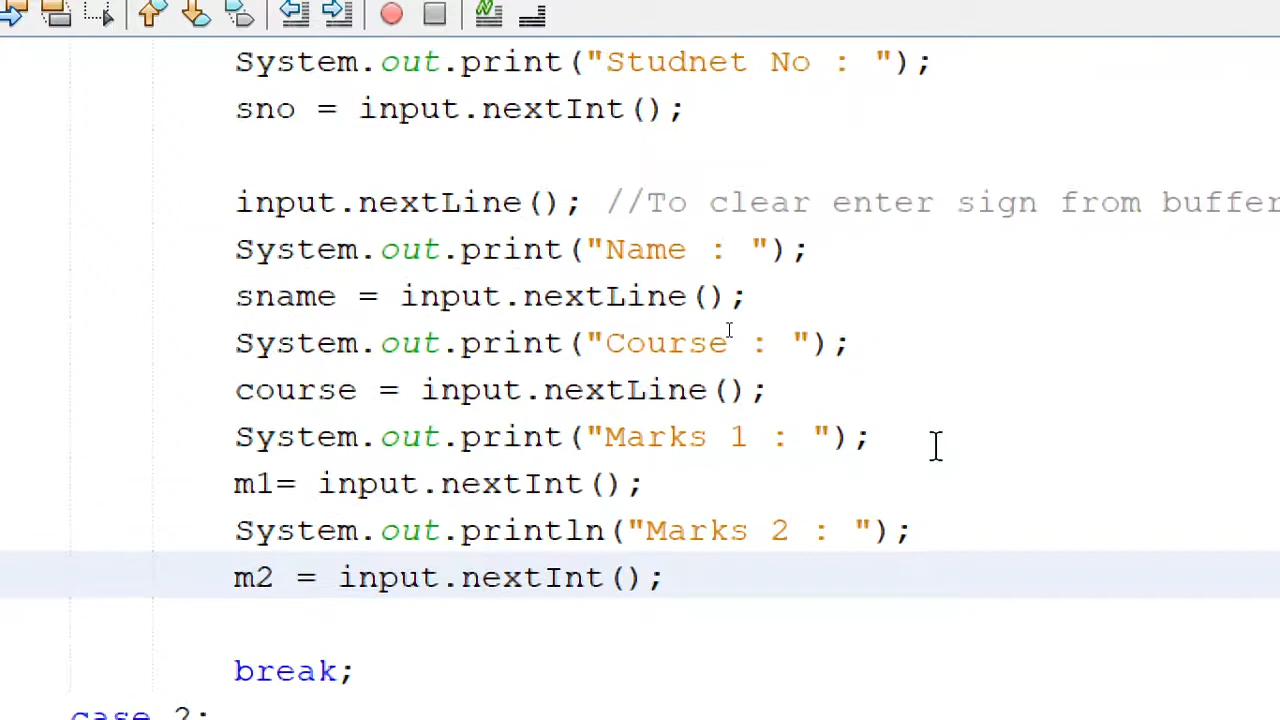 System.out.print("Studnet No : ");
sno = input.nextInt();
input.nextLine(); //To clear enter sign from buffer
System.out.print("Name : ");
sname = input.nextLine();
System.out.print("Course : ");
course = input.nextLine();
System.out.print("Marks 1 : ");
m1= input.nextInt();
System.out.println("Marks 2 : ");
m2 = input.nextInt();
break;
case 2: